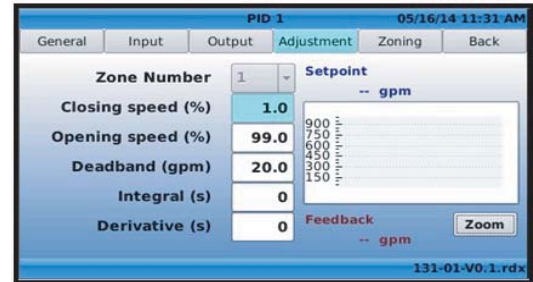 PID 1 05/16/14 11:31 AM
General Input Output Adjustment Zoning Back
Zone Number 1
Closing speed (%) 1.0
Opening speed (%) 99.0
Deadband (gpm) 20.0
Integral (s) 0
Derivative (s) 0
Setpoint
-- gpm
900
750
600
450
300
150
Feedback
-- gpm
Zoom
131-01-V0.1.rdx